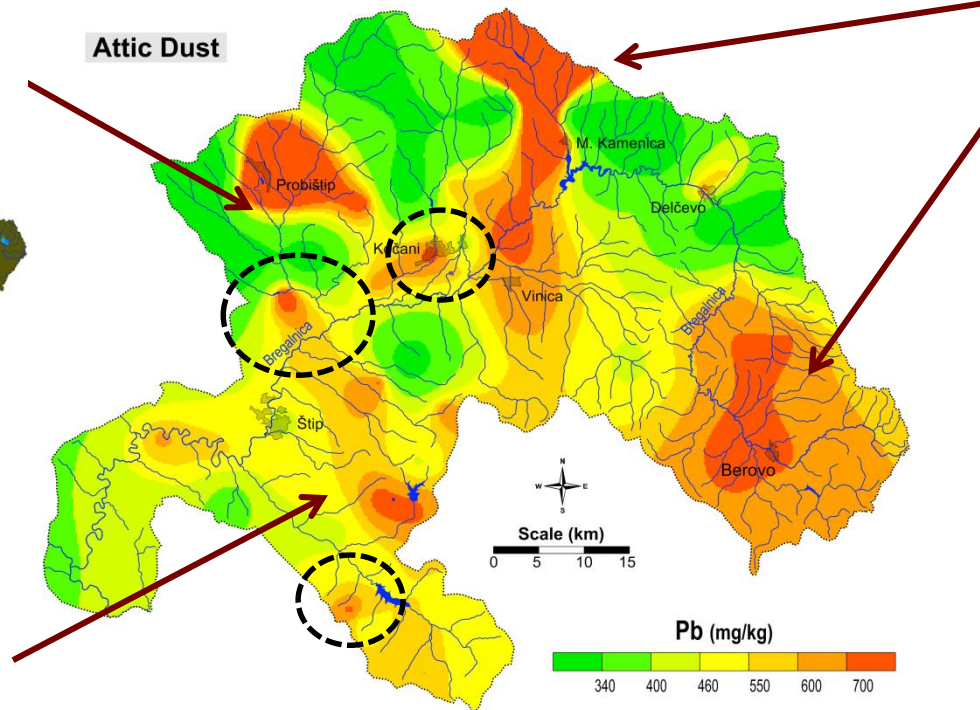 Attic Dust
M. Kamenica
Probištip
Delčevo
Kočani
Vinica
Bregalnica
Bregalnica
Štip
Berovo
N
W E
S
Scale (km)
0 5 10 15
Pb (mg/kg)
340 400 460 550 600 700